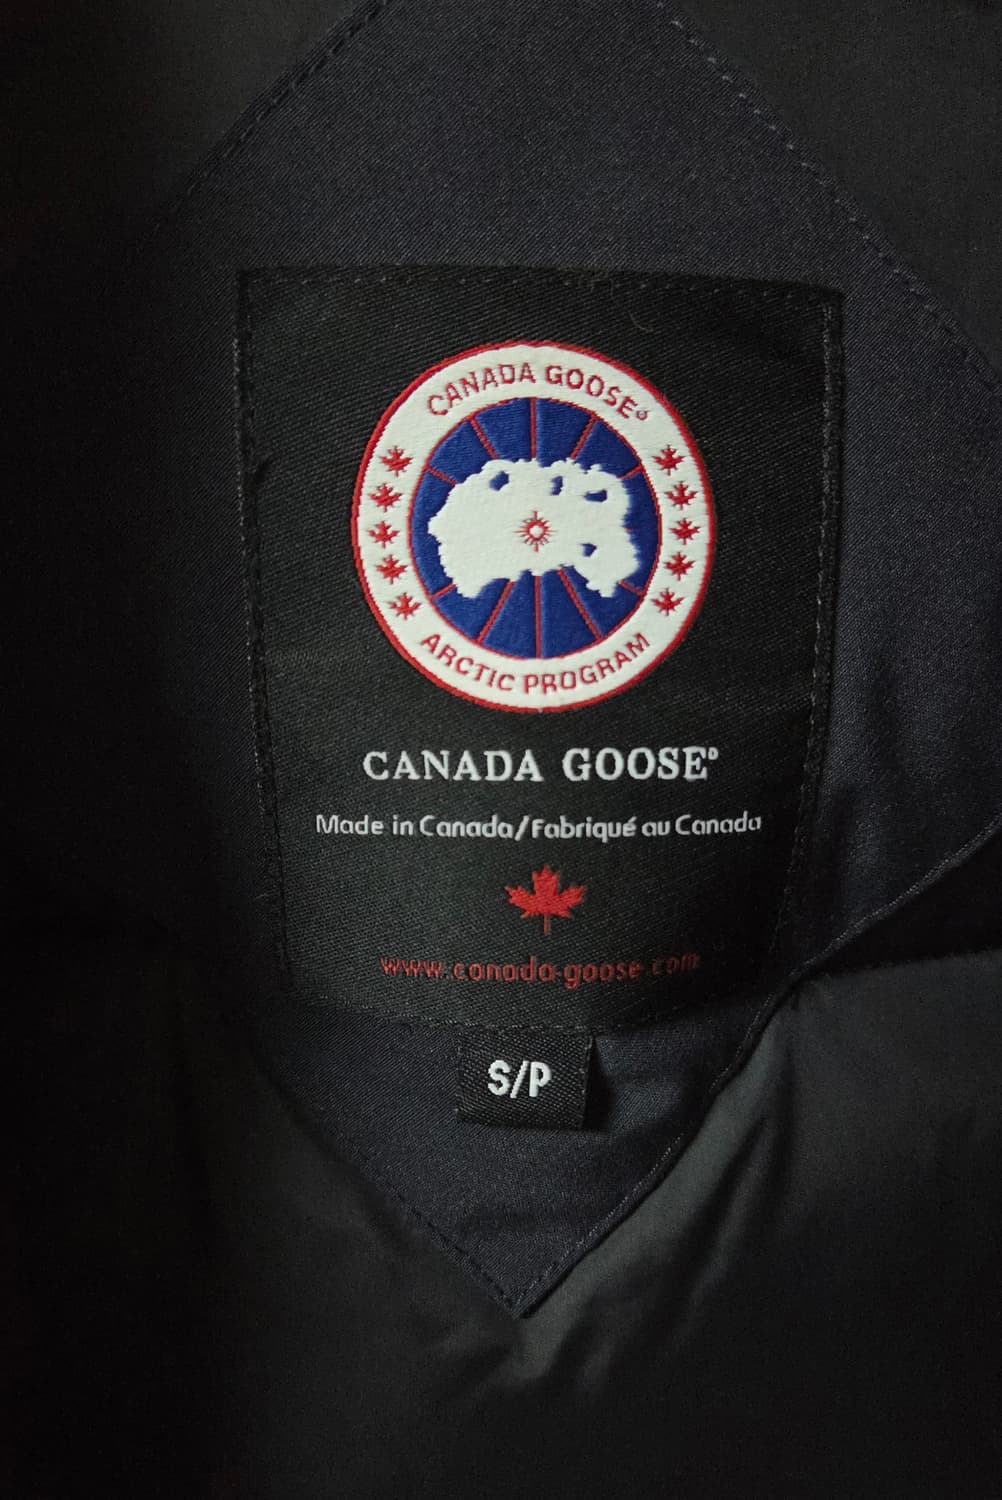 CANADA GOOSE®
ARCTIC PROGRAM
CANADA GOOSE®
Made in Canada/Fabriqué au Canada
www.canada-goose.com
S/P